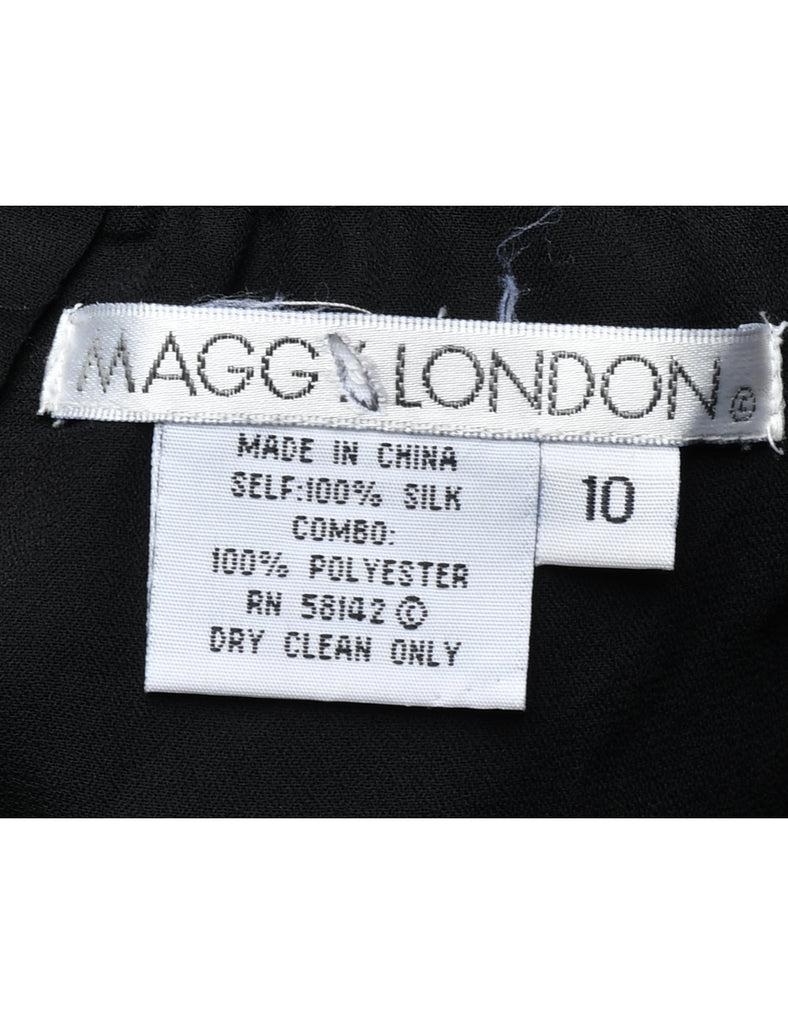 MAGGY LONDON ©
MADE IN CHINA
SELF:100% SILK
COMBO:
100% POLYESTER
RN 58142 ©
DRY CLEAN ONLY
10